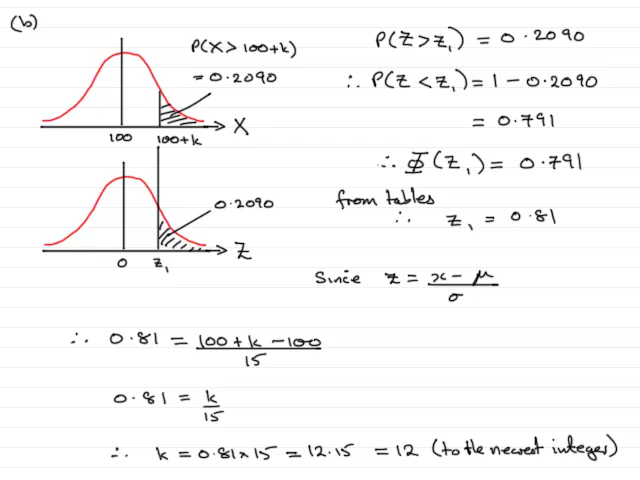 (b)
P(X > 100+k)
= 0.2090
100
100+k
X
0.2090
0
z₁
Z
P(Z > z₁) = 0.2090
∴ P(Z < z₁) = 1 - 0.2090
= 0.791
∴ Φ(z₁) = 0.791
from tables
∴ z₁ = 0.81
Since z = (x - μ)/σ
∴ 0.81 = (100 + k - 100)/15
0.81 = k/15
∴ k = 0.81 × 15 = 12.15 = 12 (to the nearest integer)